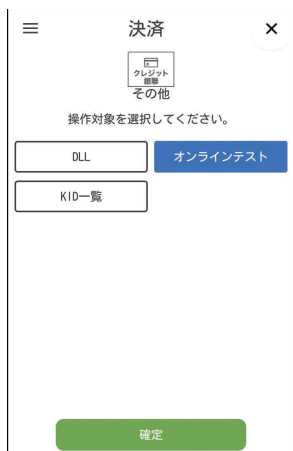 決済
クレジット
銀聯
その他
操作対象を選択してください。
DLL
オンラインテスト
KID一覧
確定